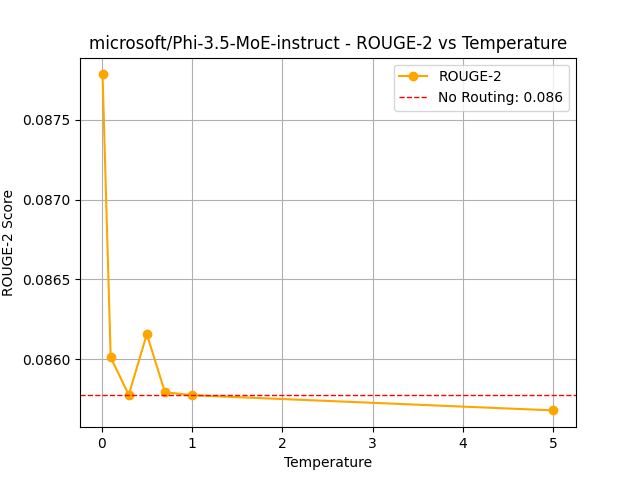 microsoft/Phi-3.5-MoE-instruct - ROUGE-2 vs Temperature
ROUGE-2
No Routing: 0.086
0.0875
0.0870
0.0865
0.0860
ROUGE-2 Score
0 1 2 3 4 5
Temperature